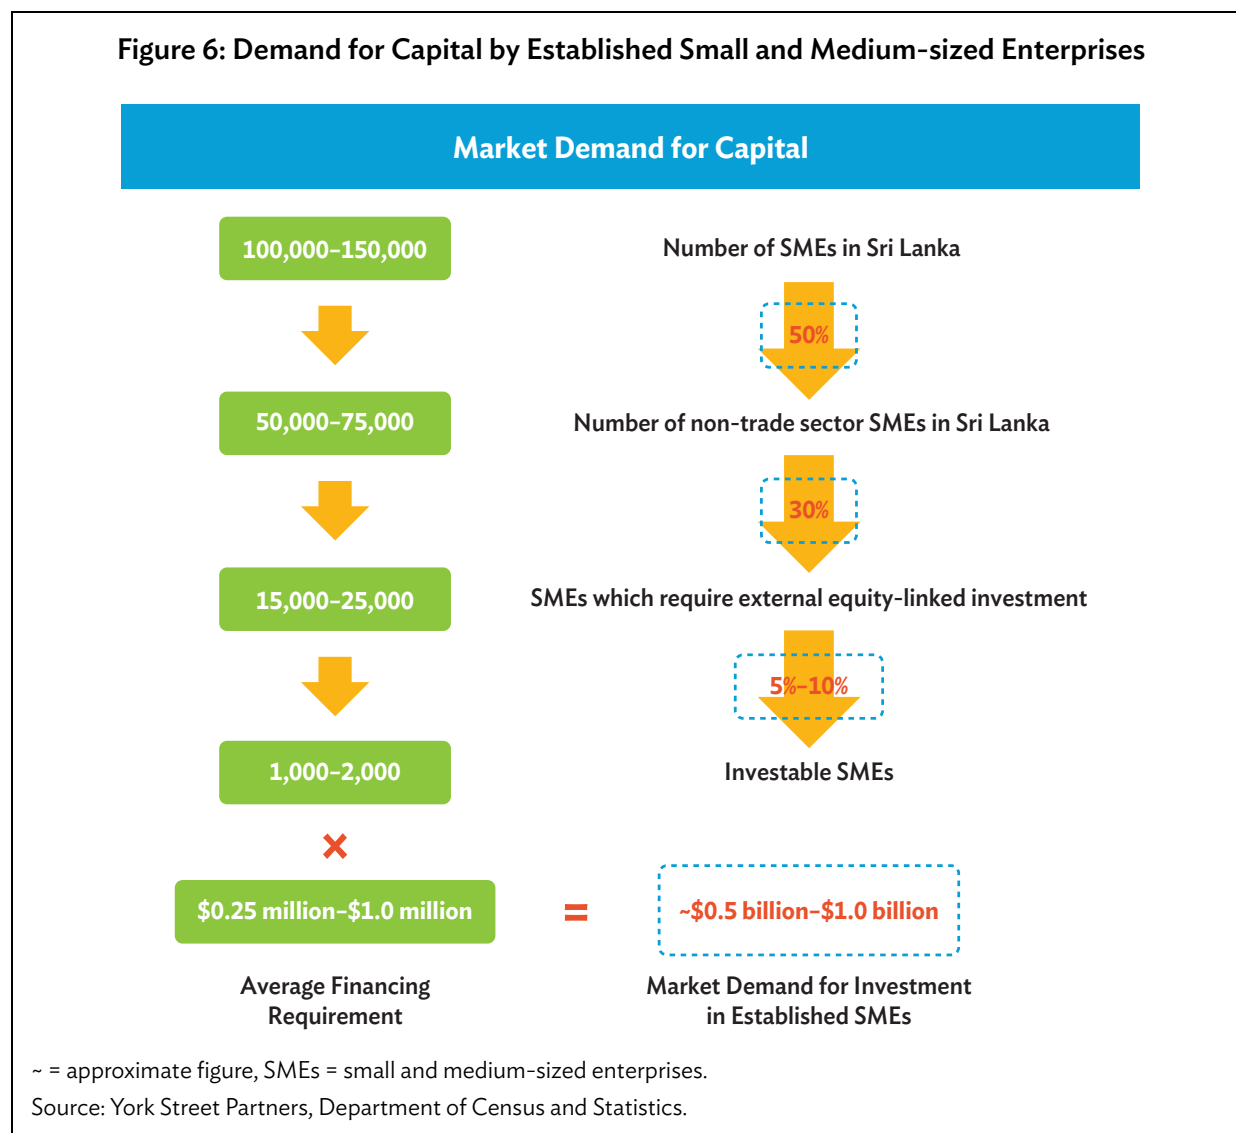 Figure 6: Demand for Capital by Established Small and Medium-sized Enterprises
Market Demand for Capital
100,000–150,000
Number of SMEs in Sri Lanka
50%
50,000–75,000
Number of non-trade sector SMEs in Sri Lanka
30%
15,000–25,000
SMEs which require external equity-linked investment
5%–10%
1,000–2,000
Investable SMEs
×
$0.25 million–$1.0 million
=
~$0.5 billion–$1.0 billion
Average Financing
Requirement
Market Demand for Investment
in Established SMEs
~ = approximate figure, SMEs = small and medium-sized enterprises.
Source: York Street Partners, Department of Census and Statistics.